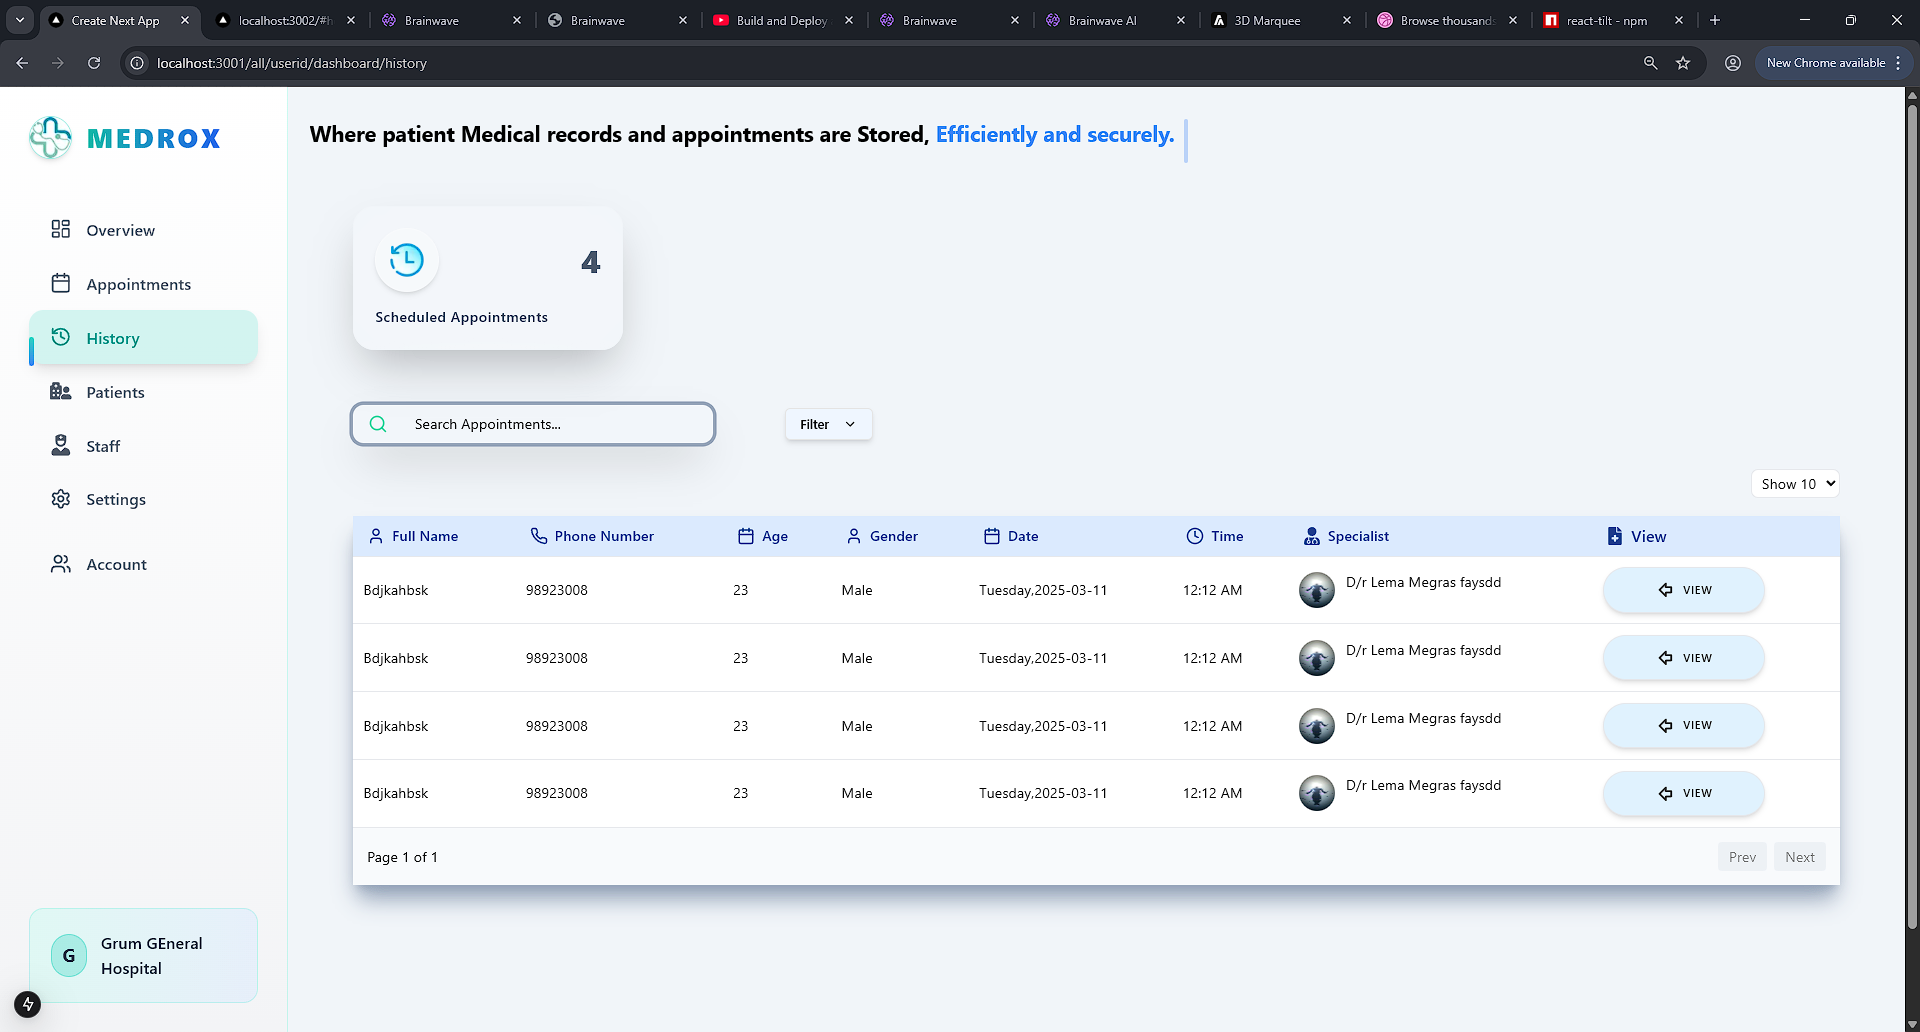 Create Next App
localhost:3002/#h
Brainwave
Brainwave
Build and Deploy
Brainwave
Brainwave AI
3D Marquee
Browse thousands
react-tilt - npm
localhost:3001/all/userid/dashboard/history
New Chrome available
MEDROX
Overview
Appointments
History
Patients
Staff
Settings
Account
Grum GEneral
Hospital
G
Where patient Medical records and appointments are Stored, Efficiently and securely.
4
Scheduled Appointments
Search Appointments...
Filter
Show 10
Full Name Phone Number Age Gender Date Time Specialist View
Bdjkahbsk 98923008 23 Male Tuesday,2025-03-11 12:12 AM D/r Lema Megras faysdd VIEW
Bdjkahbsk 98923008 23 Male Tuesday,2025-03-11 12:12 AM D/r Lema Megras faysdd VIEW
Bdjkahbsk 98923008 23 Male Tuesday,2025-03-11 12:12 AM D/r Lema Megras faysdd VIEW
Bdjkahbsk 98923008 23 Male Tuesday,2025-03-11 12:12 AM D/r Lema Megras faysdd VIEW
Page 1 of 1
Prev Next